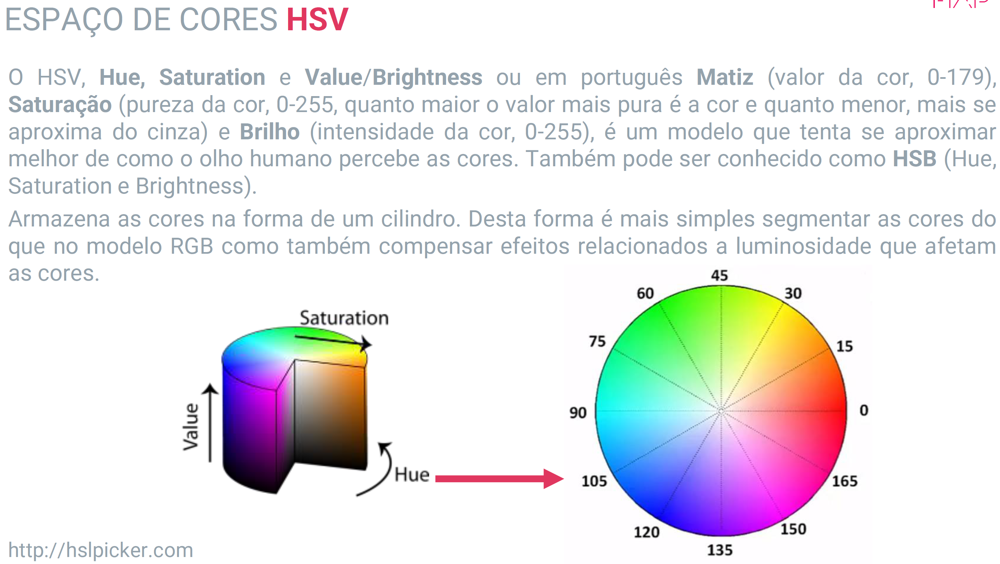 ESPAÇO DE CORES HSV
O HSV, Hue, Saturation e Value/Brightness ou em português Matiz (valor da cor, 0-179),
Saturação (pureza da cor, 0-255, quanto maior o valor mais pura é a cor e quanto menor, mais se
aproxima do cinza) e Brilho (intensidade da cor, 0-255), é um modelo que tenta se aproximar
melhor de como o olho humano percebe as cores. Também pode ser conhecido como HSB (Hue,
Saturation e Brightness).
Armazena as cores na forma de um cilindro. Desta forma é mais simples segmentar as cores do
que no modelo RGB como também compensar efeitos relacionados a luminosidade que afetam
as cores.
Saturation
Value
Hue
45
60
30
75
15
90
0
105
165
120
150
135
http://hslpicker.com